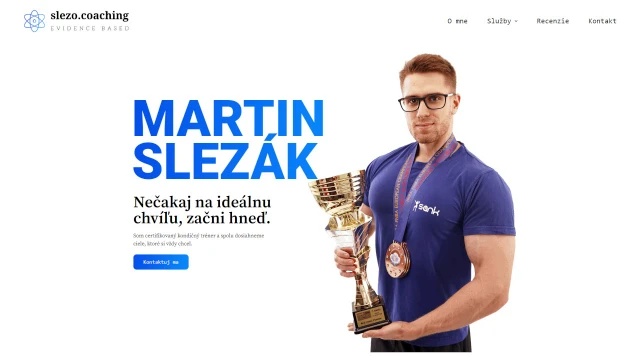 slezo.coaching
EVIDENCE BASED
O mne
Služby
Recenzie
Kontakt
MARTIN
SLEZÁK
Nečakaj na ideálnu
chvíľu, začni hneď.
Som certifikovaný kondičný tréner a spolu dosiahneme
ciele, ktoré si vždy chcel.
Kontaktuj ma
sank